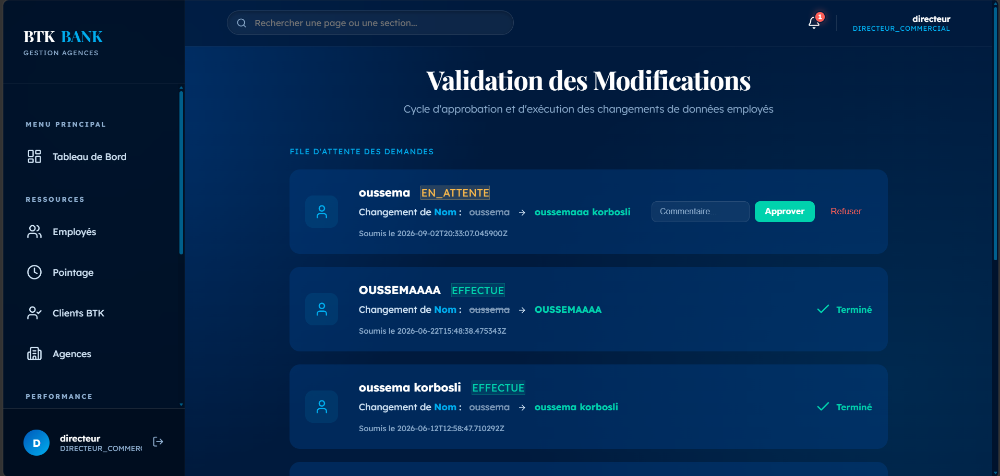 BTK BANK
GESTION AGENCES
MENU PRINCIPAL
Tableau de Bord
RESSOURCES
Employés
Pointage
Clients BTK
Agences
PERFORMANCE
D
directeur
DIRECTEUR_COMMERC
Rechercher une page ou une section...
1
directeur
DIRECTEUR_COMMERCIAL
Validation des Modifications
Cycle d'approbation et d'exécution des changements de données employés
FILE D'ATTENTE DES DEMANDES
oussema EN_ATTENTE
Changement de Nom : oussema → oussemaaa korbosli
Soumis le 2026-09-02T20:33:07.045900Z
Commentaire... Approver Refuser
OUSSEMAAAA EFFECTUE
Changement de Nom : oussema → OUSSEMAAAA
Soumis le 2026-06-22T15:48:38.475343Z
Terminé
oussema korbosli EFFECTUE
Changement de Nom : oussema → oussema korbosli
Soumis le 2026-06-12T12:58:47.710292Z
Terminé